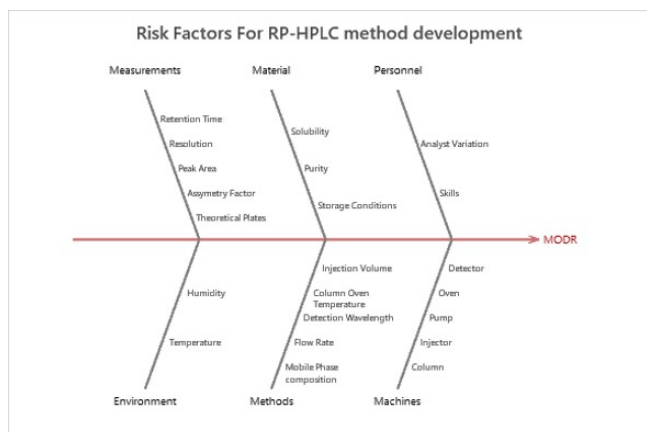 Risk Factors For RP-HPLC method development
Measurements
Material
Personnel
Retention Time
Resolution
Peak Area
Assymetry Factor
Theoretical Plates
Solubility
Purity
Storage Conditions
Analyst Variation
Skills
MODR
Humidity
Temperature
Injection Volume
Column Oven
Temperature
Detection Wavelength
Flow Rate
Mobile Phase
composition
Detector
Oven
Pump
Injector
Column
Environment
Methods
Machines